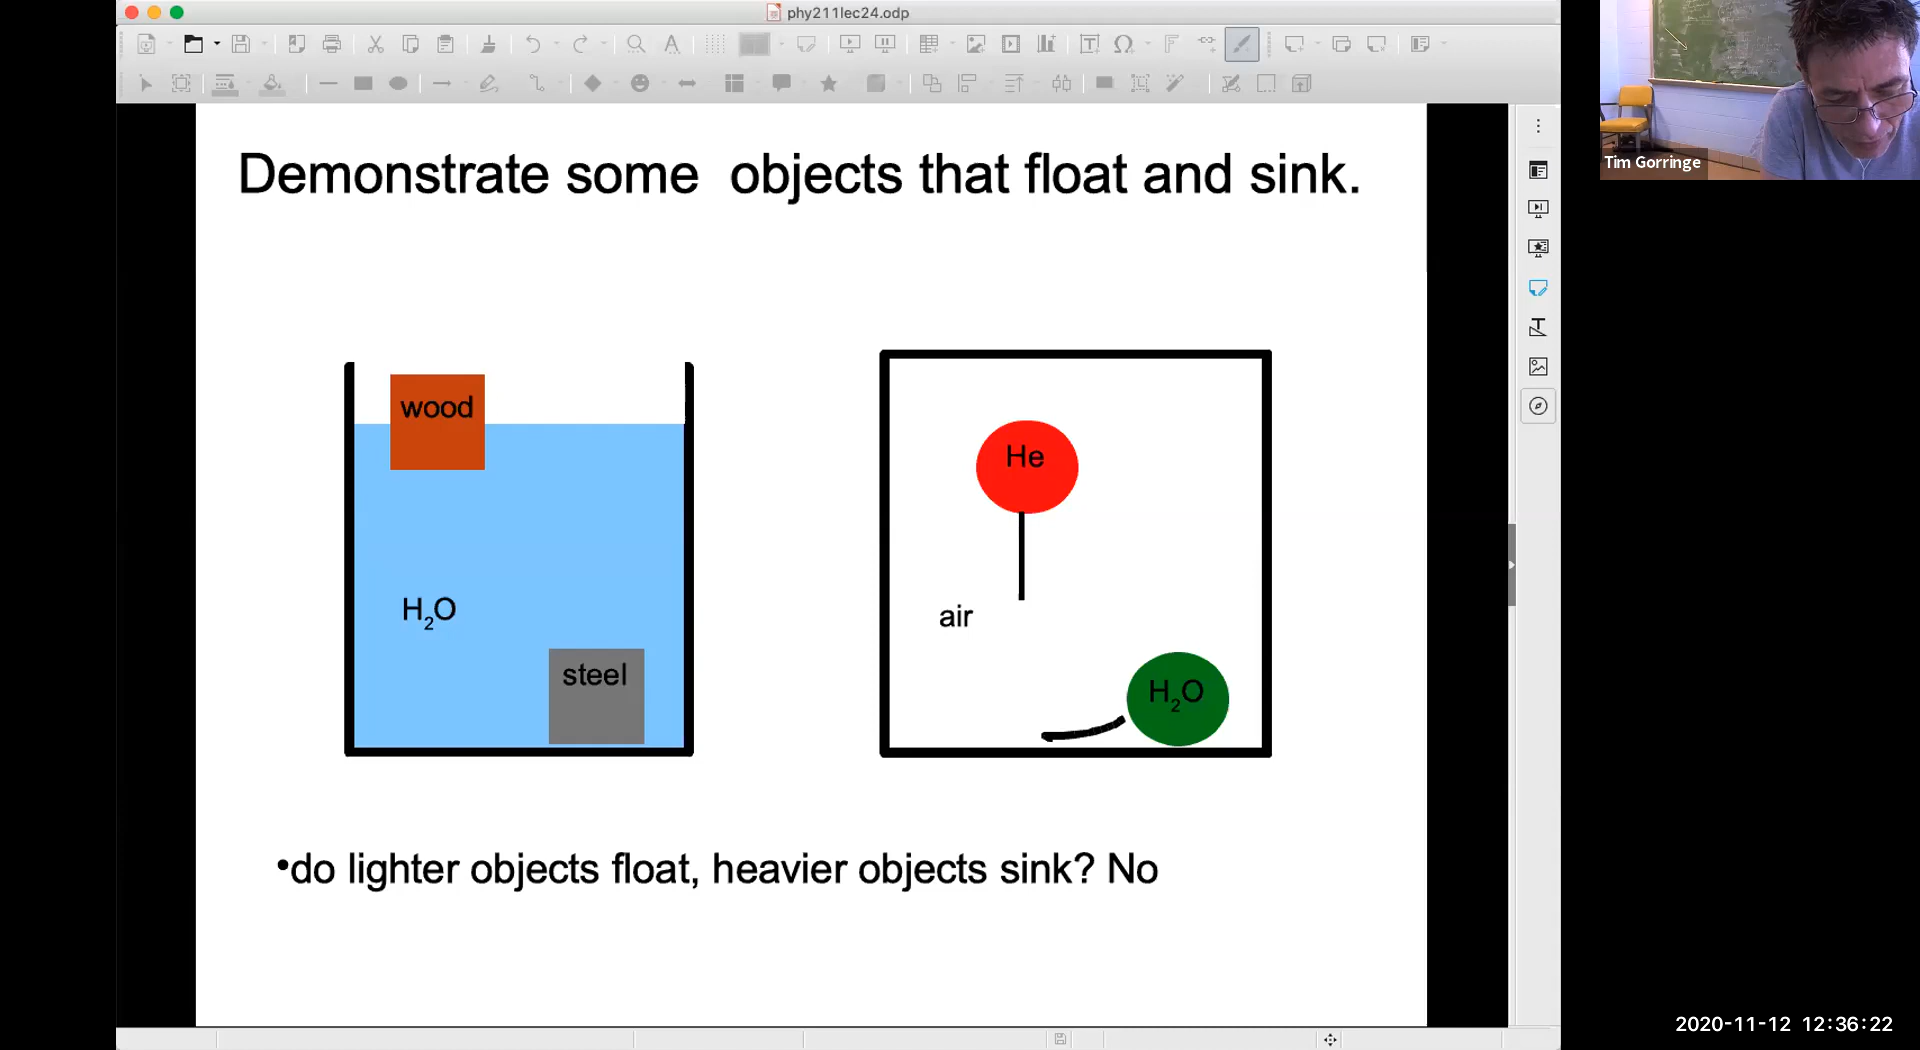 phy211lec24.odp
Tim Gorringe
Demonstrate some  objects that float and sink.
wood
H₂O
steel
He
air
H₂O
•do lighter objects float, heavier objects sink? No
2020-11-12 12:36:22